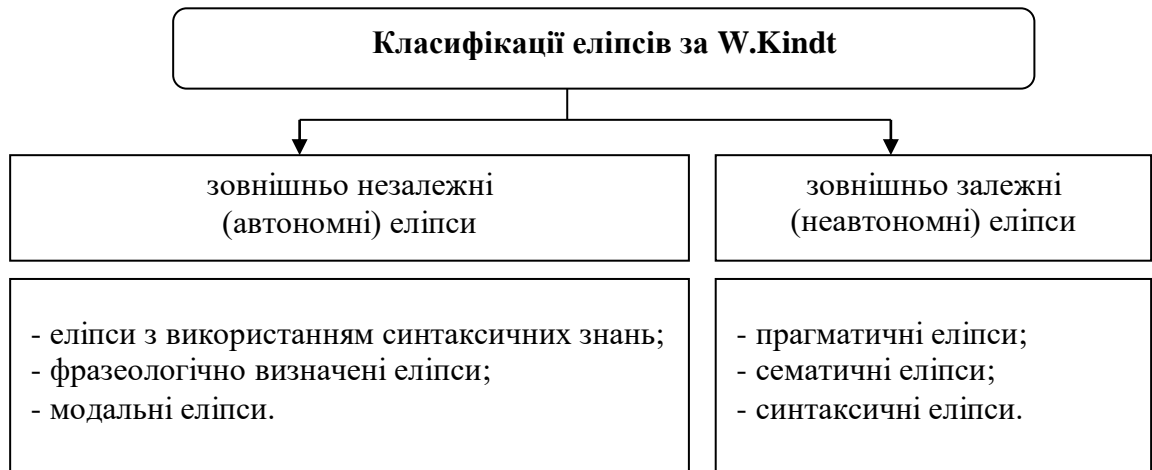 Класифікації еліпсів за W.Kindt
зовнішньо незалежні
(автономні) еліпси
зовнішньо залежні
(неавтономні) еліпси
- еліпси з використанням синтаксичних знань;
- фразеологічно визначені еліпси;
- модальні еліпси.
- прагматичні еліпси;
- сематичні еліпси;
- синтаксичні еліпси.